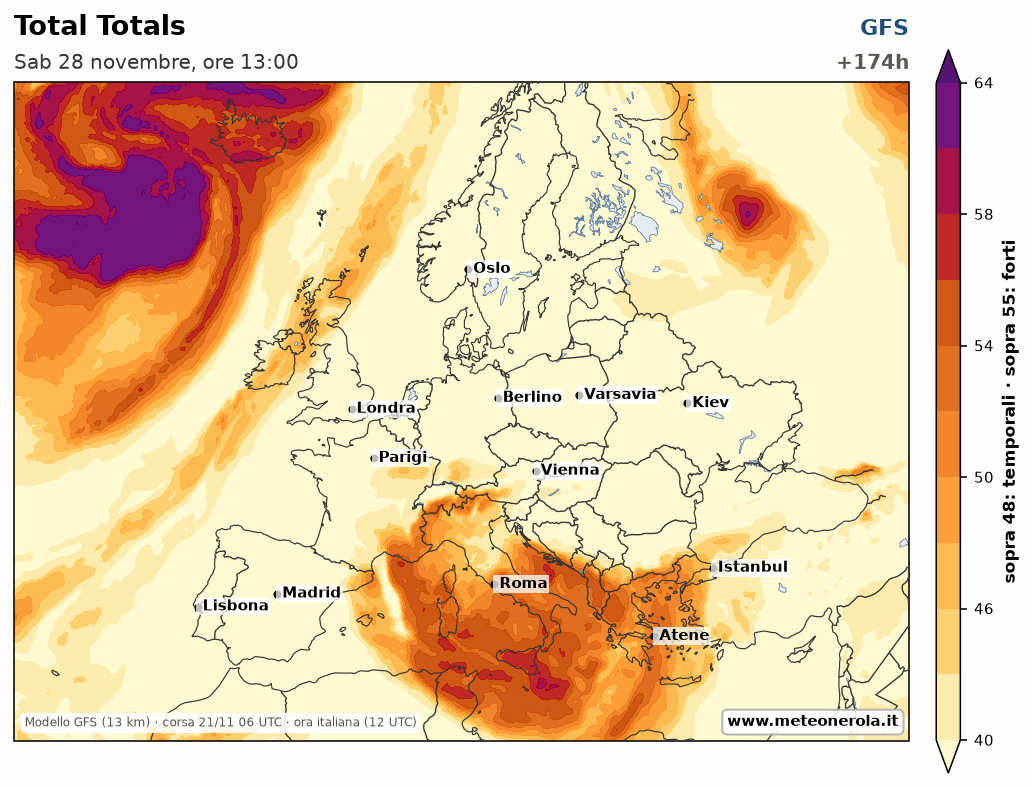 Total Totals
GFS
Sab 28 novembre, ore 13:00
+174h
64
58
54
50
46
40
sopra 48: temporali · sopra 55: forti
Oslo
Berlino
Varsavia
Kiev
Londra
Parigi
Vienna
Istanbul
Roma
Madrid
Lisbona
Atene
Modello GFS (13 km) · corsa 21/11 06 UTC · ora italiana (12 UTC)
www.meteonerola.it